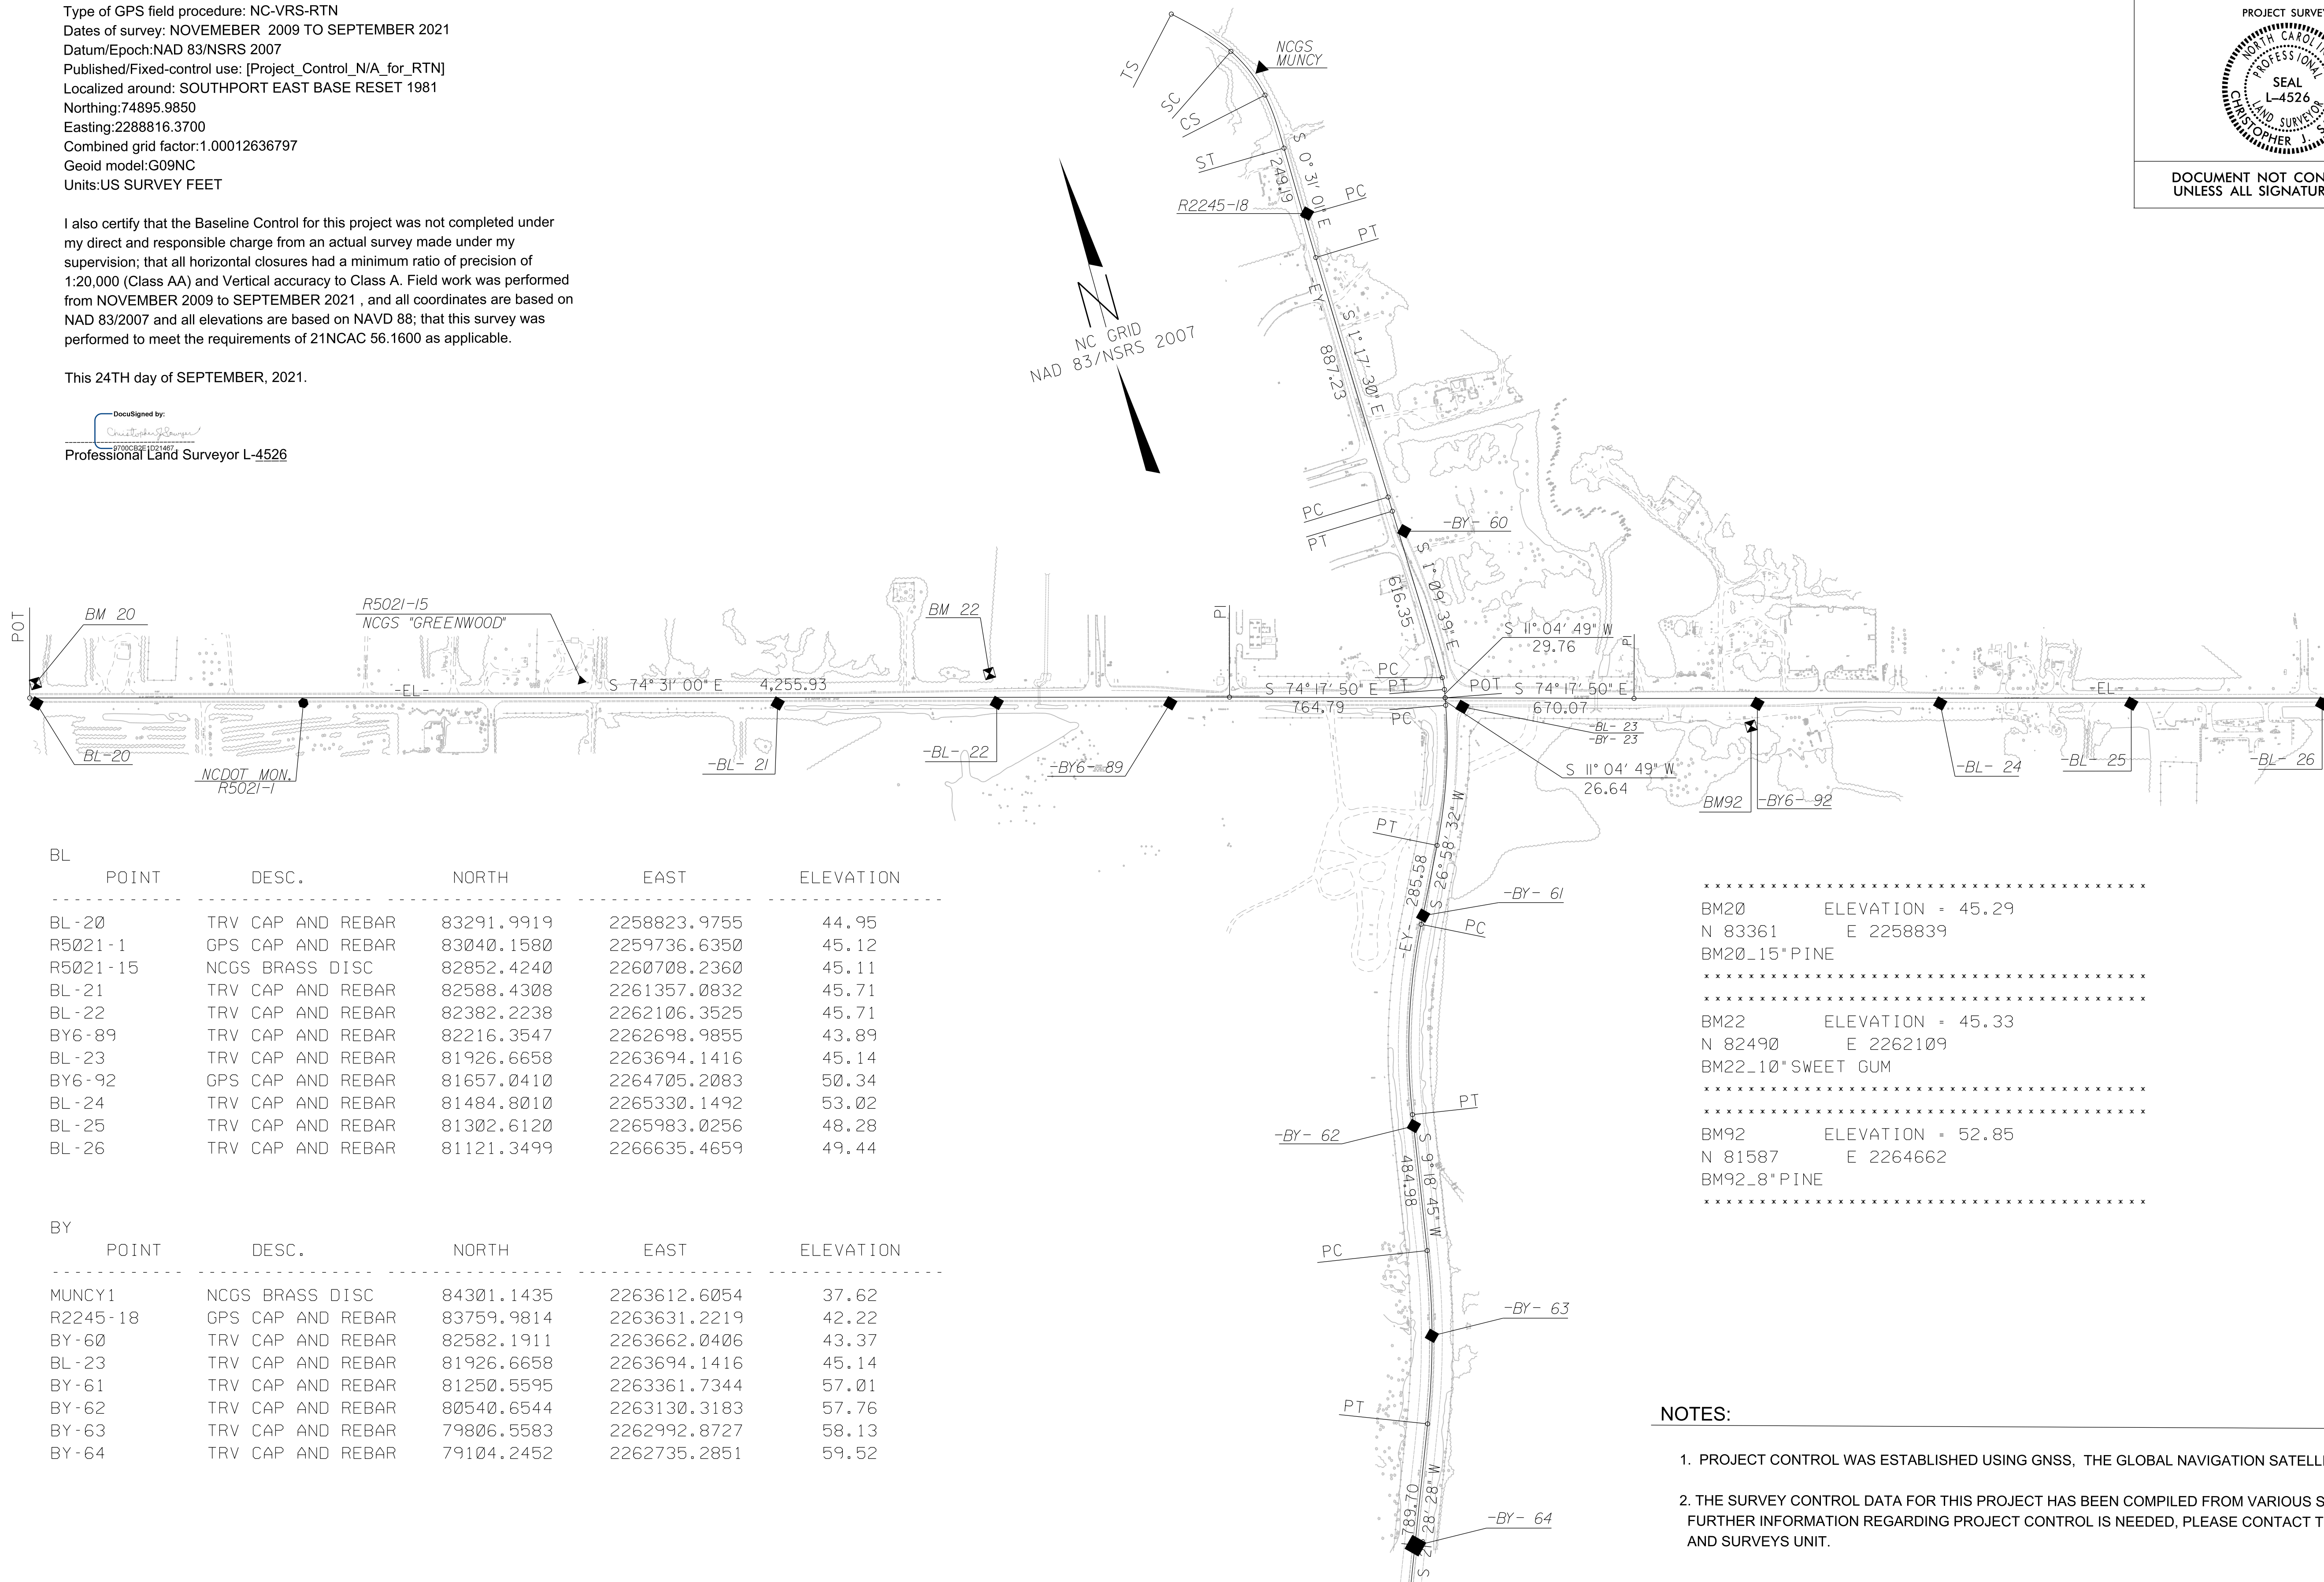 Type of GPS field procedure: NC-VRS-RTN
Dates of survey: NOVEMEBER 2009 TO SEPTEMBER 2021
Datum/Epoch:NAD 83/NSRS 2007
Published/Fixed-control use: [Project_Control_N/A_for_RTN]
Localized around: SOUTHPORT EAST BASE RESET 1981
Northing:74895.9850
Easting:2288816.3700
Combined grid factor:1.00012636797
Geoid model:G09NC
Units:US SURVEY FEET
I also certify that the Baseline Control for this project was not completed under
my direct and responsible charge from an actual survey made under my
supervision; that all horizontal closures had a minimum ratio of precision of
1:20,000 (Class AA) and Vertical accuracy to Class A. Field work was performed
from NOVEMBER 2009 to SEPTEMBER 2021 , and all coordinates are based on
NAD 83/2007 and all elevations are based on NAVD 88; that this survey was
performed to meet the requirements of 21NCAC 56.1600 as applicable.
This 24TH day of SEPTEMBER, 2021.
DocuSigned by:
Professional Land Surveyor L-4526
PROJECT SURVEY
NORTH CAROLIN
PROFESSIONAL
SEAL
L-4526
LAND SURVEYOR
CHRISTOPHER J. S
DOCUMENT NOT CON
UNLESS ALL SIGNATUR
TS
SC
CS
ST
NCGS
MUNCY
S 0° 31' 01" E
249.19
R2245-18
PC
PT
-EY-
S 1° 17' 30" E
887.23
NC GRID
NAD 83/NSRS 2007
PC
PT
-BY- 60
S 1° 09' 39" E
616.35
S 11° 04' 49" W
29.76
POT
BM 20
R5021-15
NCGS "GREENWOOD"
BM 22
PI
PI
-EL-
S 74° 31' 00" E 4,255.93
S 74° 17' 50" E
764.79
PC
PT
PC
POT
S 74° 17' 50" E
670.07
-EL-
-BL- 23
-BY- 23
BL-20
NCDOT MON.
R5021-1
-BL- 21
-BL- 22
-BY6- 89
S 11° 04' 49" W
26.64
BM92
-BY6- 92
-BL- 24
-BL- 25
-BL- 26
PT
285.58
S 26° 58' 32" W
-BY- 61
PC
-EY-
PT
-BY- 62
S 9° 18' 45" W
484.98
PC
-BY- 63
PT
789.70
S 21° 28' 28" W
-BY- 64
BL
POINT DESC. NORTH EAST ELEVATION
BL-20 TRV CAP AND REBAR 83291.9919 2258823.9755 44.95
R5021-1 GPS CAP AND REBAR 83040.1580 2259736.6350 45.12
R5021-15 NCGS BRASS DISC 82852.4240 2260708.2360 45.11
BL-21 TRV CAP AND REBAR 82588.4308 2261357.0832 45.71
BL-22 TRV CAP AND REBAR 82382.2238 2262106.3525 45.71
BY6-89 TRV CAP AND REBAR 82216.3547 2262698.9855 43.89
BL-23 TRV CAP AND REBAR 81926.6658 2263694.1416 45.14
BY6-92 GPS CAP AND REBAR 81657.0410 2264705.2083 50.34
BL-24 TRV CAP AND REBAR 81484.8010 2265330.1492 53.02
BL-25 TRV CAP AND REBAR 81302.6120 2265983.0256 48.28
BL-26 TRV CAP AND REBAR 81121.3499 2266635.4659 49.44
BY
POINT DESC. NORTH EAST ELEVATION
MUNCY1 NCGS BRASS DISC 84301.1435 2263612.6054 37.62
R2245-18 GPS CAP AND REBAR 83759.9814 2263631.2219 42.22
BY-60 TRV CAP AND REBAR 82582.1911 2263662.0406 43.37
BL-23 TRV CAP AND REBAR 81926.6658 2263694.1416 45.14
BY-61 TRV CAP AND REBAR 81250.5595 2263361.7344 57.01
BY-62 TRV CAP AND REBAR 80540.6544 2263130.3183 57.76
BY-63 TRV CAP AND REBAR 79806.5583 2262992.8727 58.13
BY-64 TRV CAP AND REBAR 79104.2452 2262735.2851 59.52
BM20 ELEVATION = 45.29
N 83361 E 2258839
BM20_15"PINE
BM22 ELEVATION = 45.33
N 82490 E 2262109
BM22_10"SWEET GUM
BM92 ELEVATION = 52.85
N 81587 E 2264662
BM92_8"PINE
NOTES:
1. PROJECT CONTROL WAS ESTABLISHED USING GNSS, THE GLOBAL NAVIGATION SATELLI
2. THE SURVEY CONTROL DATA FOR THIS PROJECT HAS BEEN COMPILED FROM VARIOUS S
FURTHER INFORMATION REGARDING PROJECT CONTROL IS NEEDED, PLEASE CONTACT T
AND SURVEYS UNIT.